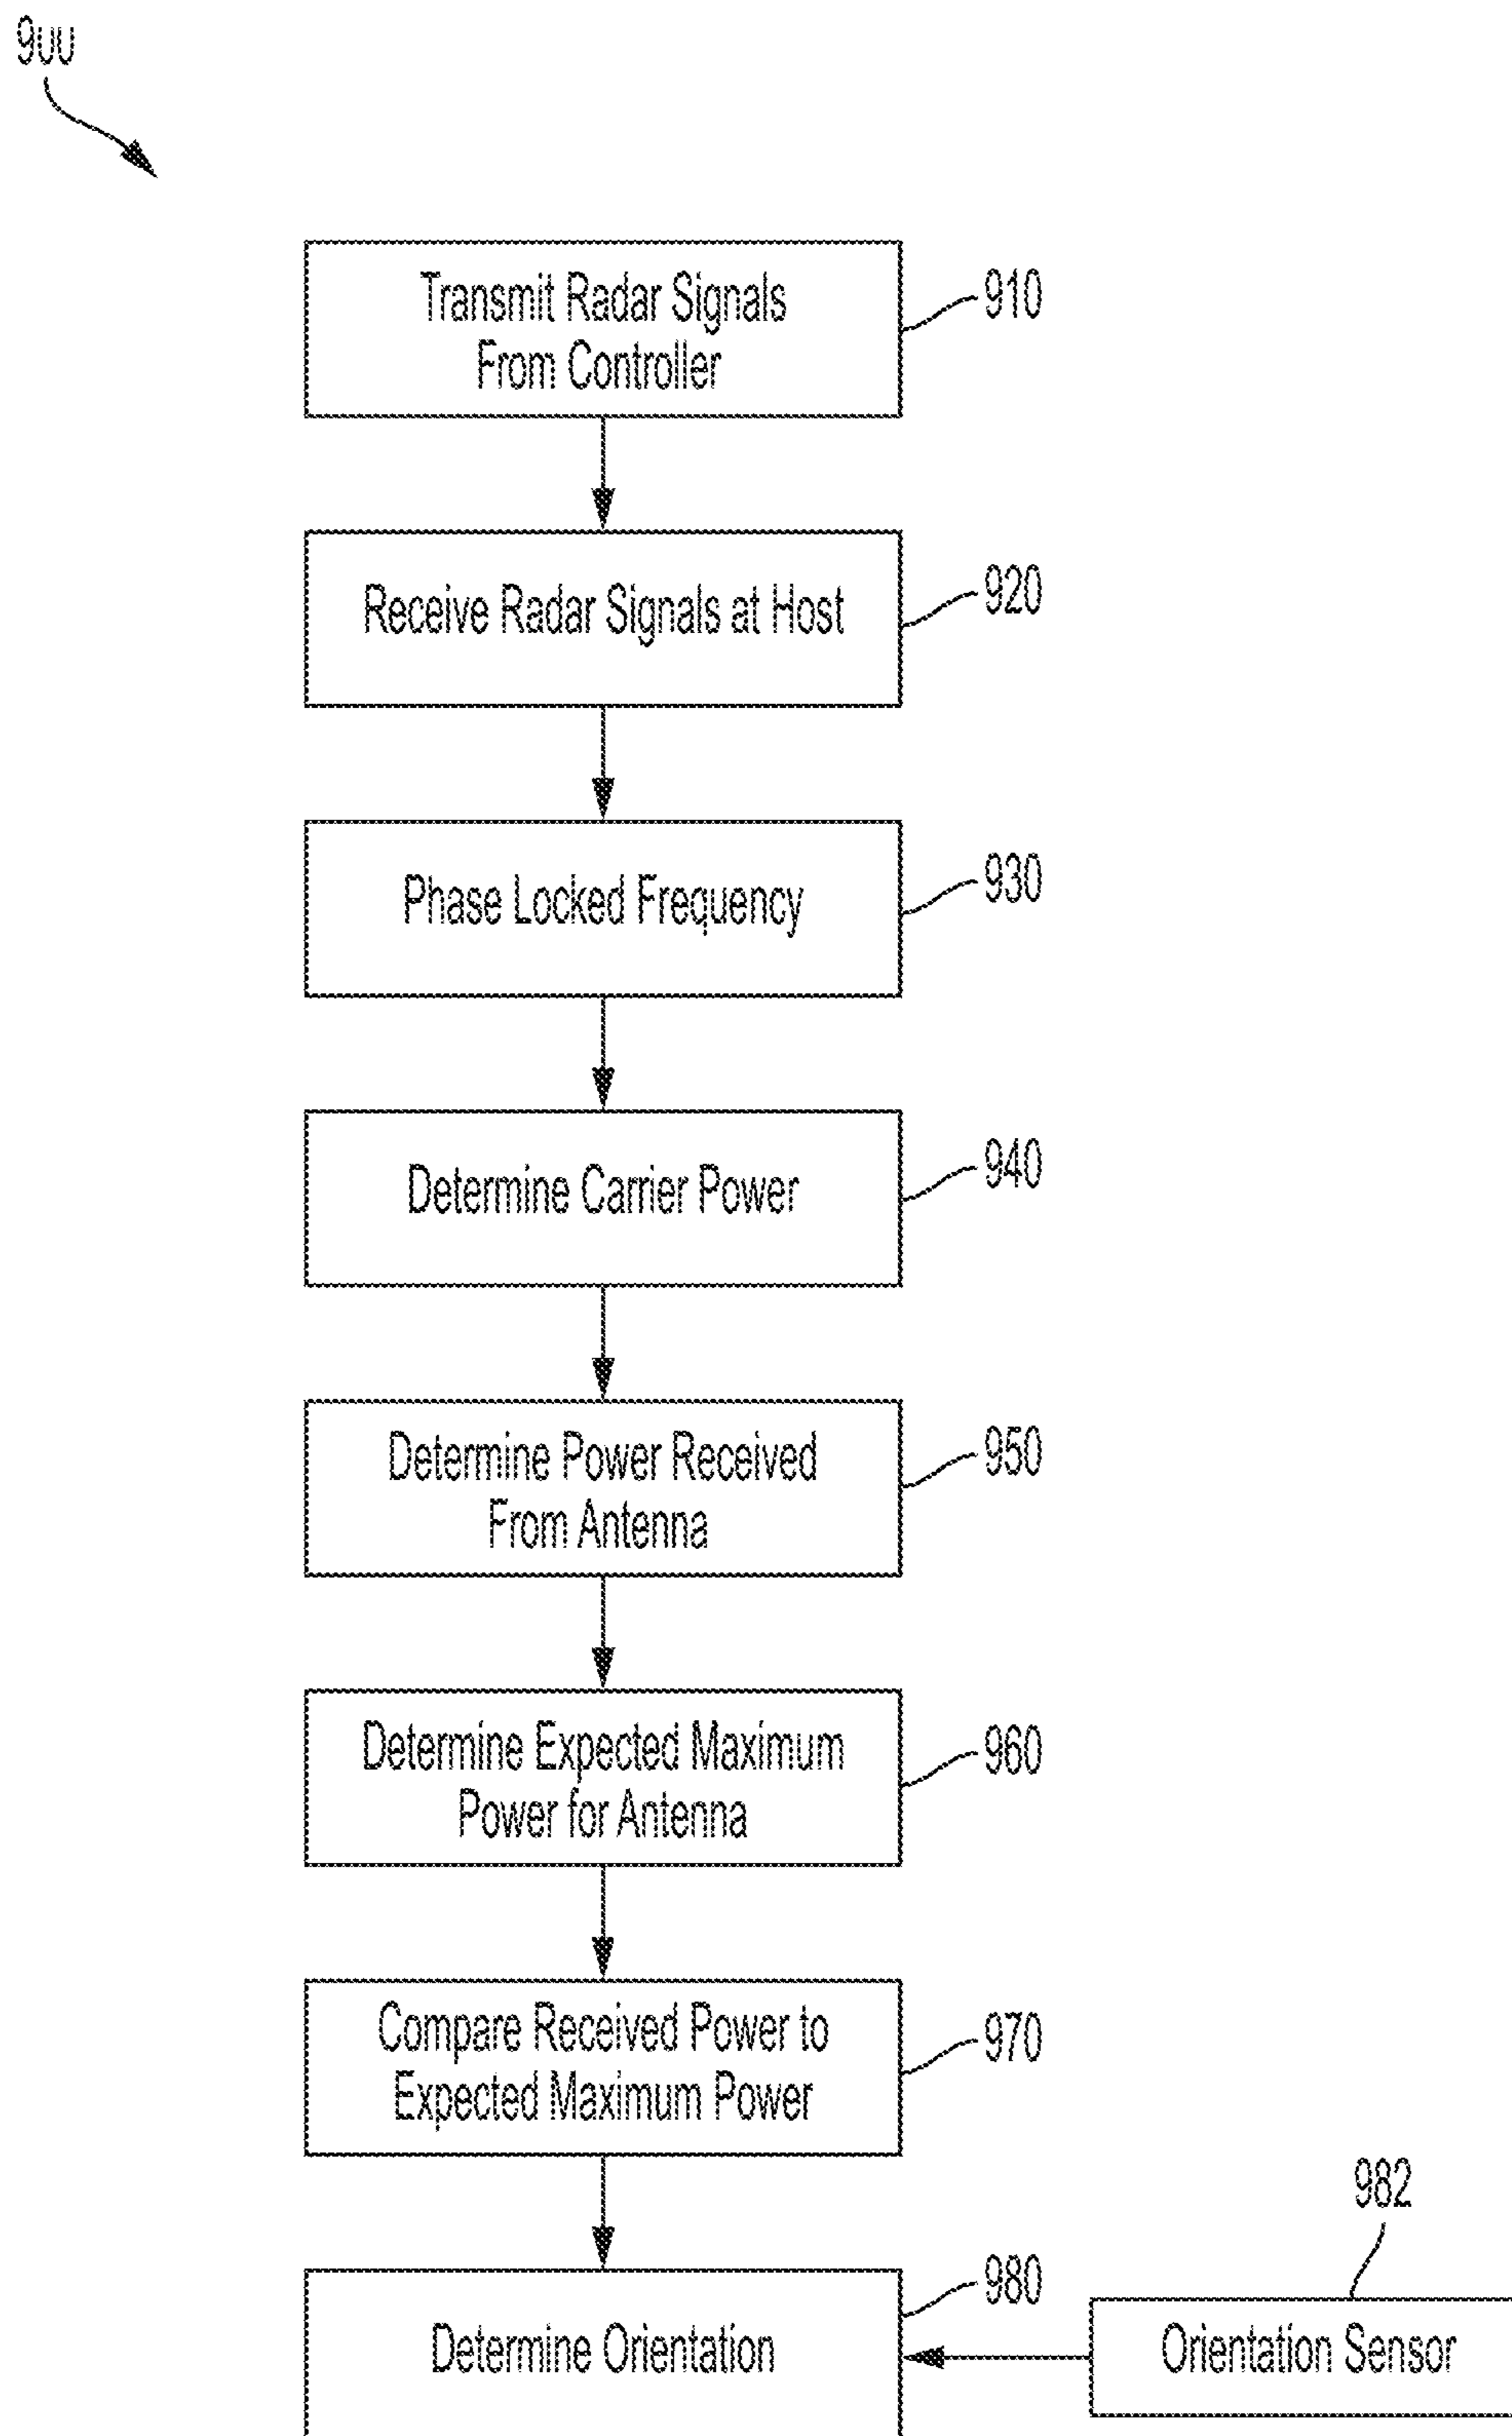 900
Transmit Radar Signals
From Controller
910
Receive Radar Signals at Host
920
Phase Locked Frequency
930
Determine Carrier Power
940
Determine Power Received
From Antenna
950
Determine Expected Maximum
Power for Antenna
960
Compare Received Power to
Expected Maximum Power
970
982
980
Determine Orientation
Orientation Sensor